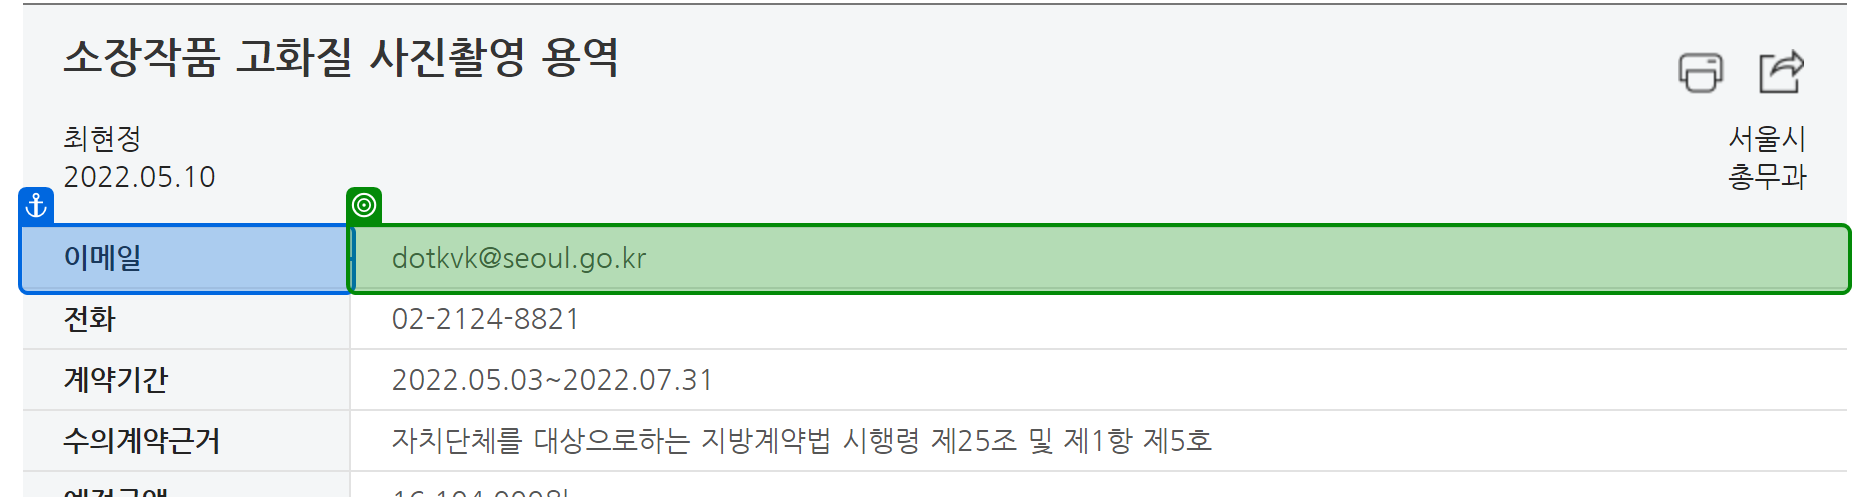 소장작품 고화질 사진촬영 용역
최현정
서울시
2022.05.10
총무과
이메일 dotkvk@seoul.go.kr
전화 02-2124-8821
계약기간 2022.05.03~2022.07.31
수의계약근거 자치단체를 대상으로하는 지방계약법 시행령 제25조 및 제1항 제5호